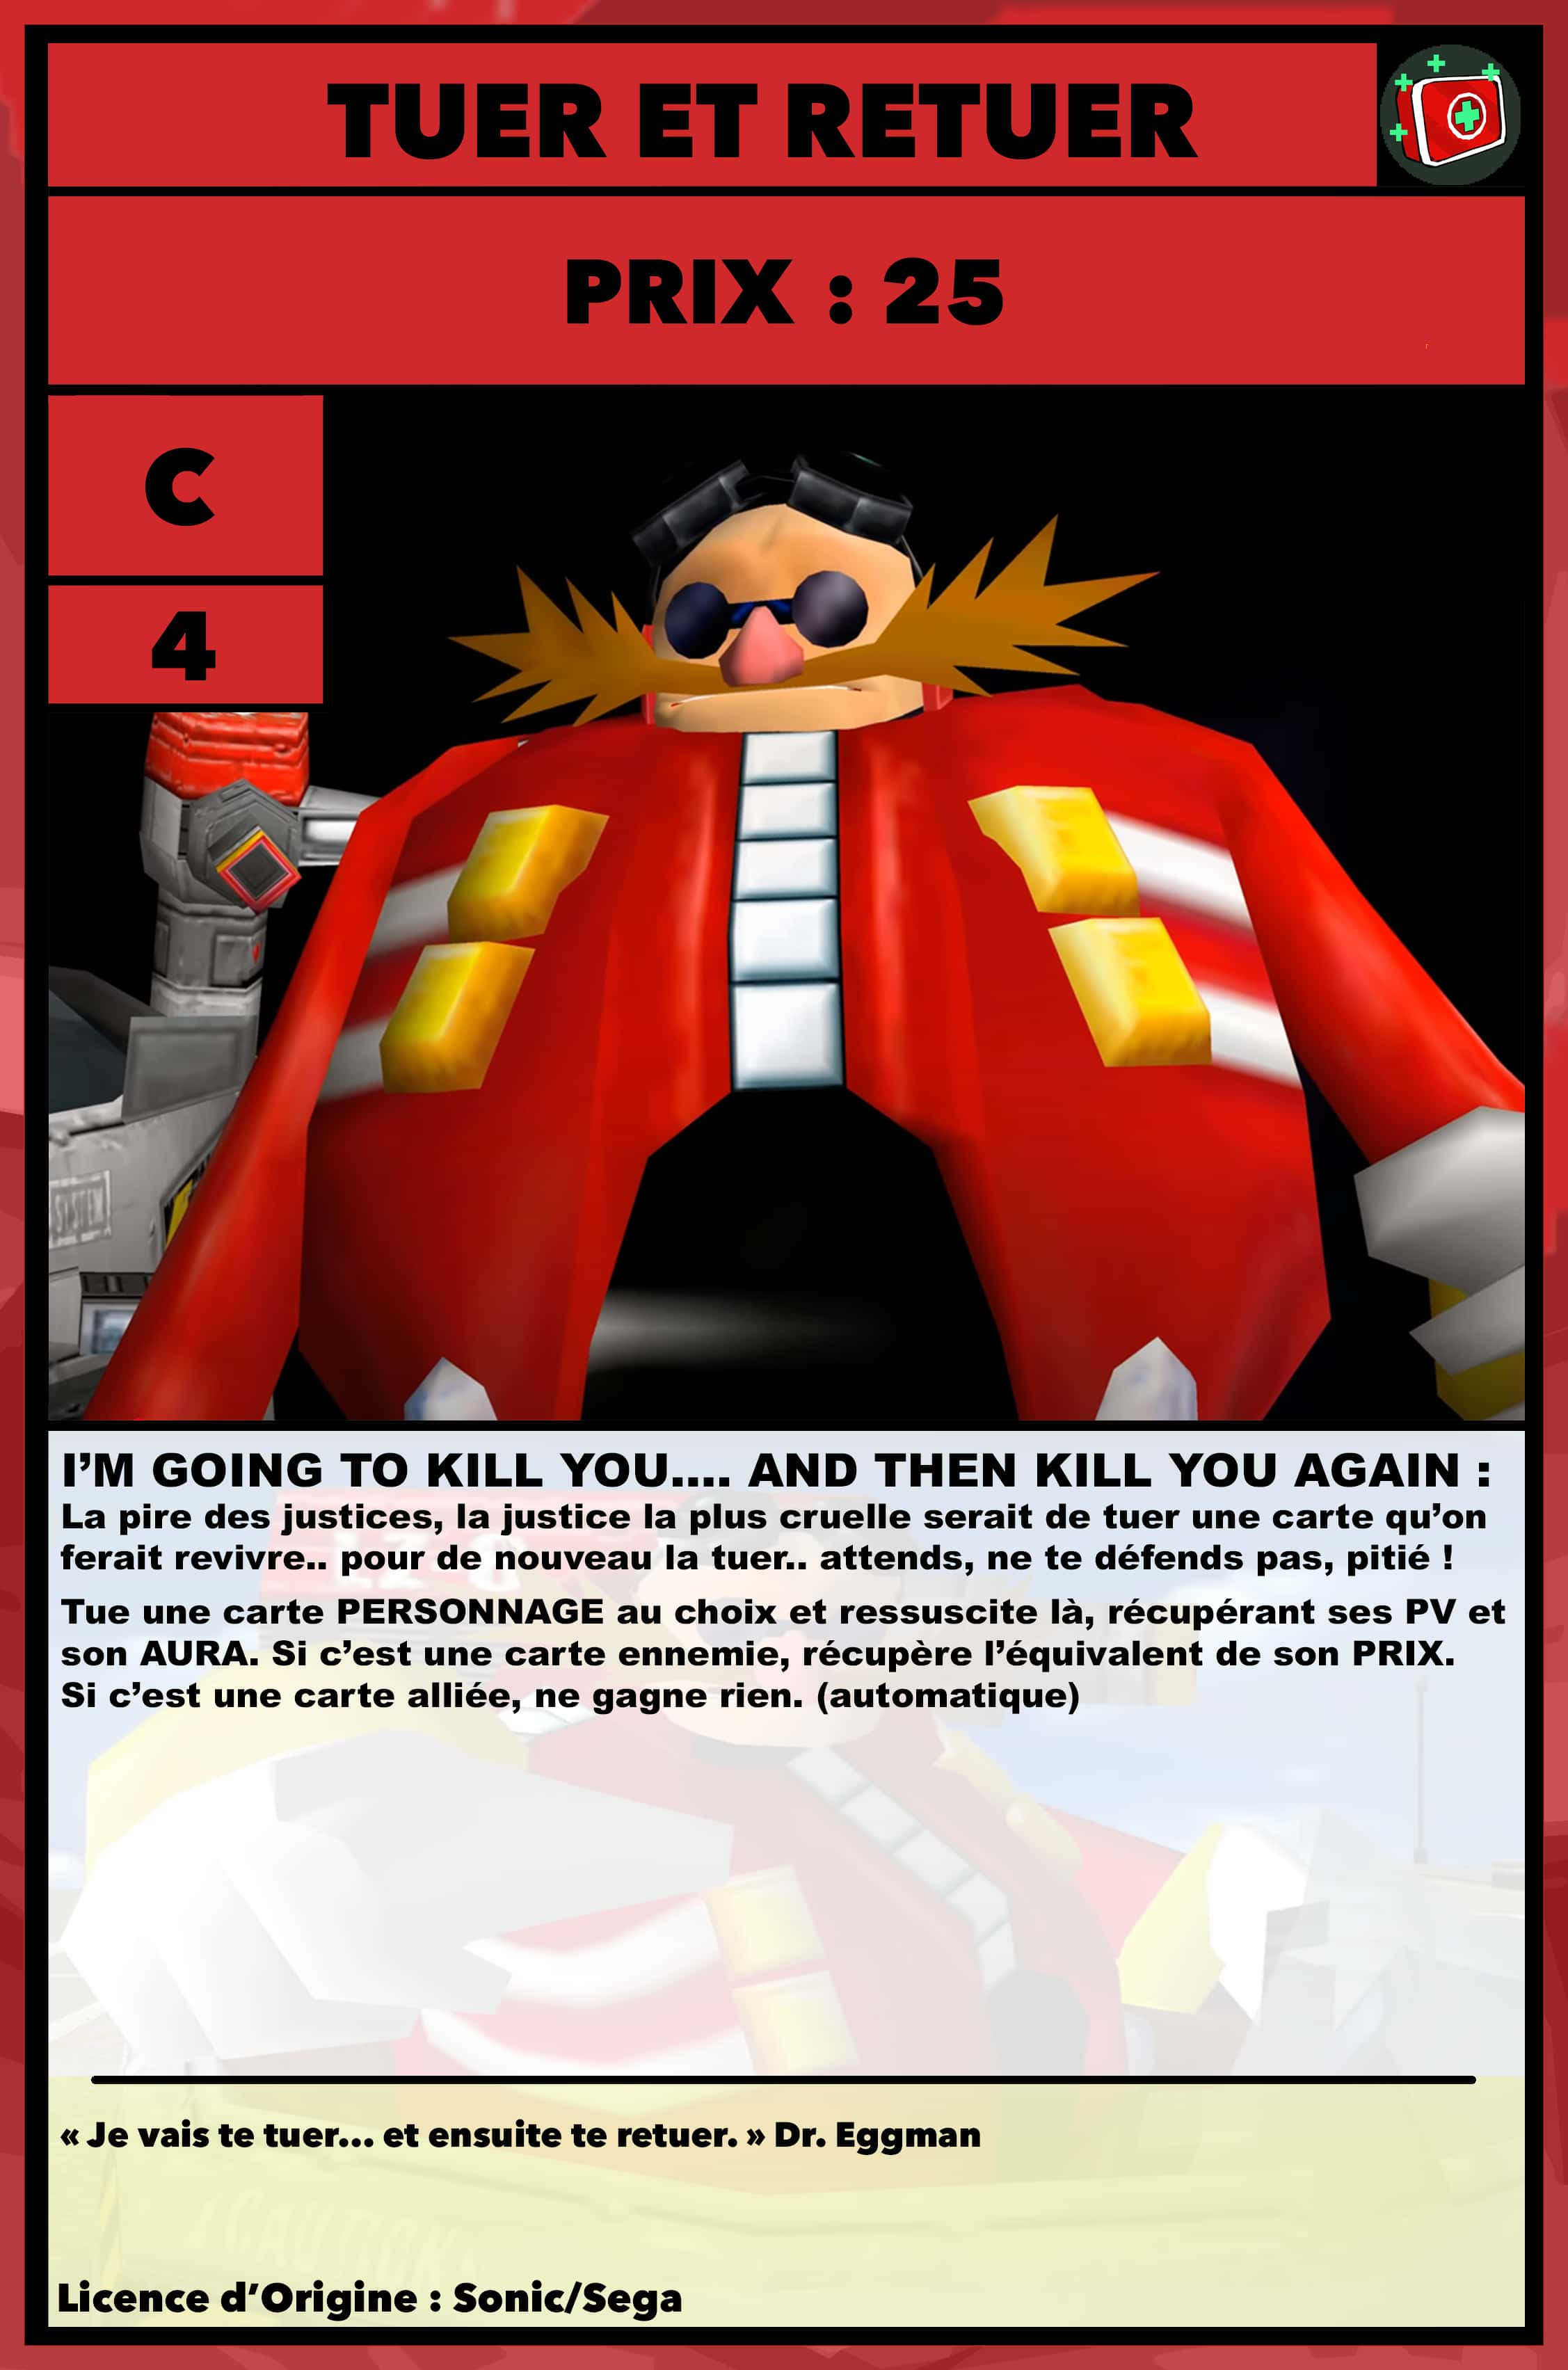 TUER ET RETUER
PRIX : 25
C
4
SYSTEM
I’M GOING TO KILL YOU.... AND THEN KILL YOU AGAIN :
La pire des justices, la justice la plus cruelle serait de tuer une carte qu’on
ferait revivre.. pour de nouveau la tuer.. attends, ne te défends pas, pitié !
Tue une carte PERSONNAGE au choix et ressuscite là, récupérant ses PV et
son AURA. Si c’est une carte ennemie, récupère l’équivalent de son PRIX.
Si c’est une carte alliée, ne gagne rien. (automatique)
« Je vais te tuer... et ensuite te retuer. » Dr. Eggman
CAUTION
Licence d’Origine : Sonic/Sega